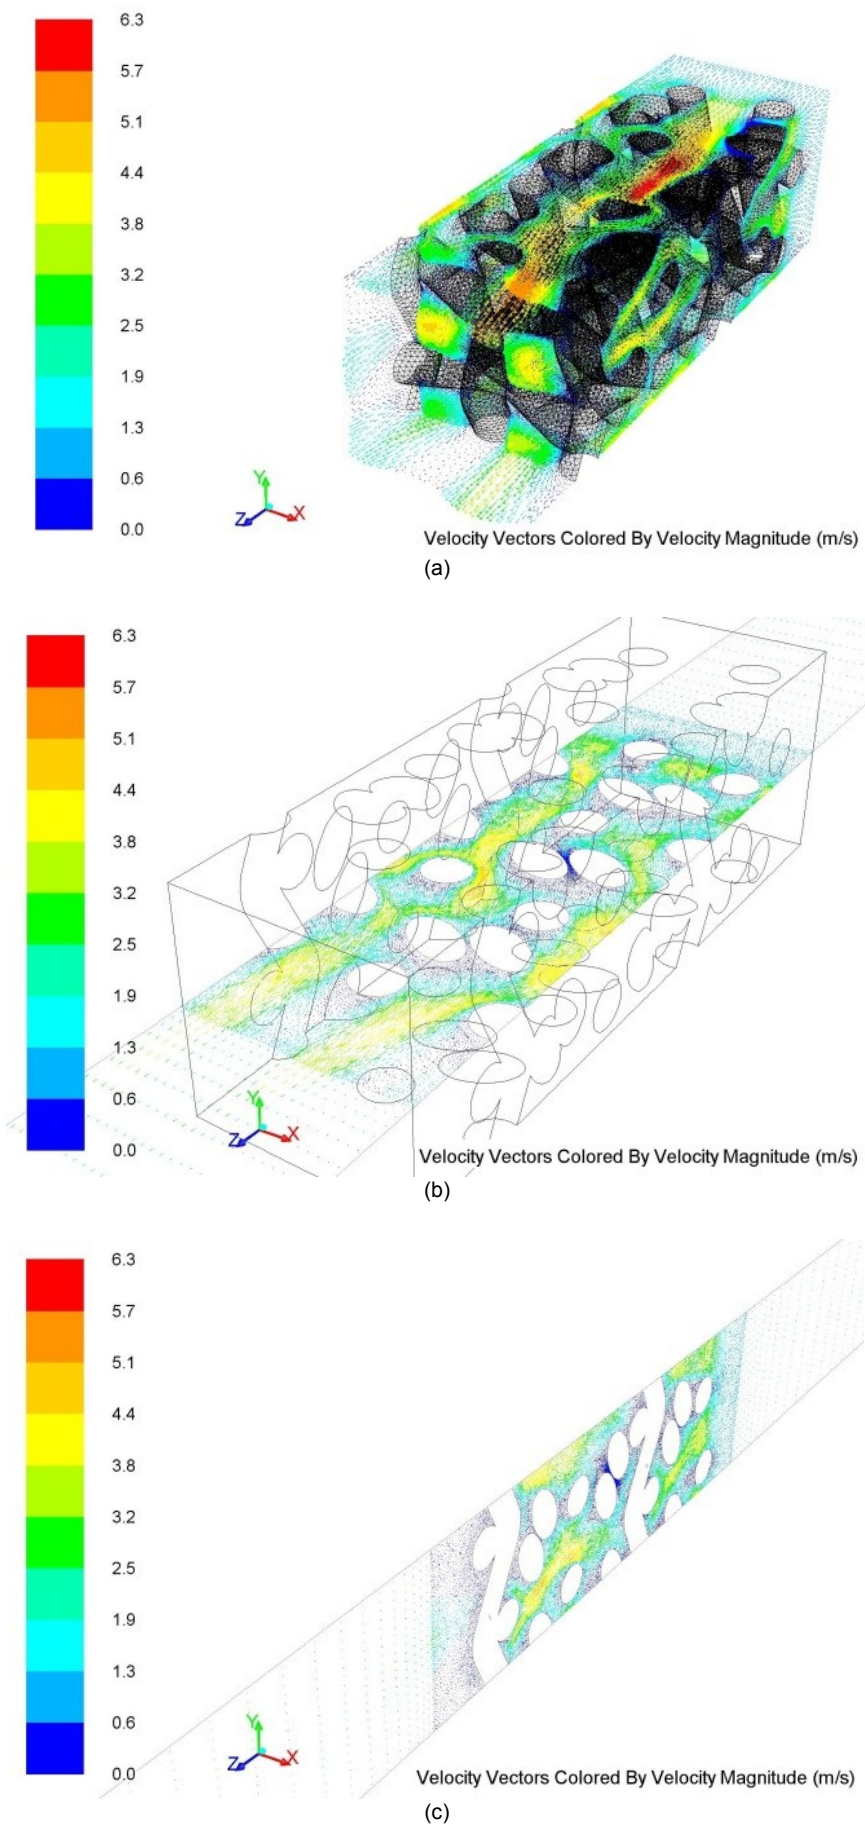 6.3
5.7
5.1
4.4
3.8
3.2
2.5
1.9
1.3
0.6
0.0
Y
Z X
Velocity Vectors Colored By Velocity Magnitude (m/s)
(a)
6.3
5.7
5.1
4.4
3.8
3.2
2.5
1.9
1.3
0.6
0.0
Y
Z X
Velocity Vectors Colored By Velocity Magnitude (m/s)
(b)
6.3
5.7
5.1
4.4
3.8
3.2
2.5
1.9
1.3
0.6
0.0
Y
Z X
Velocity Vectors Colored By Velocity Magnitude (m/s)
(c)